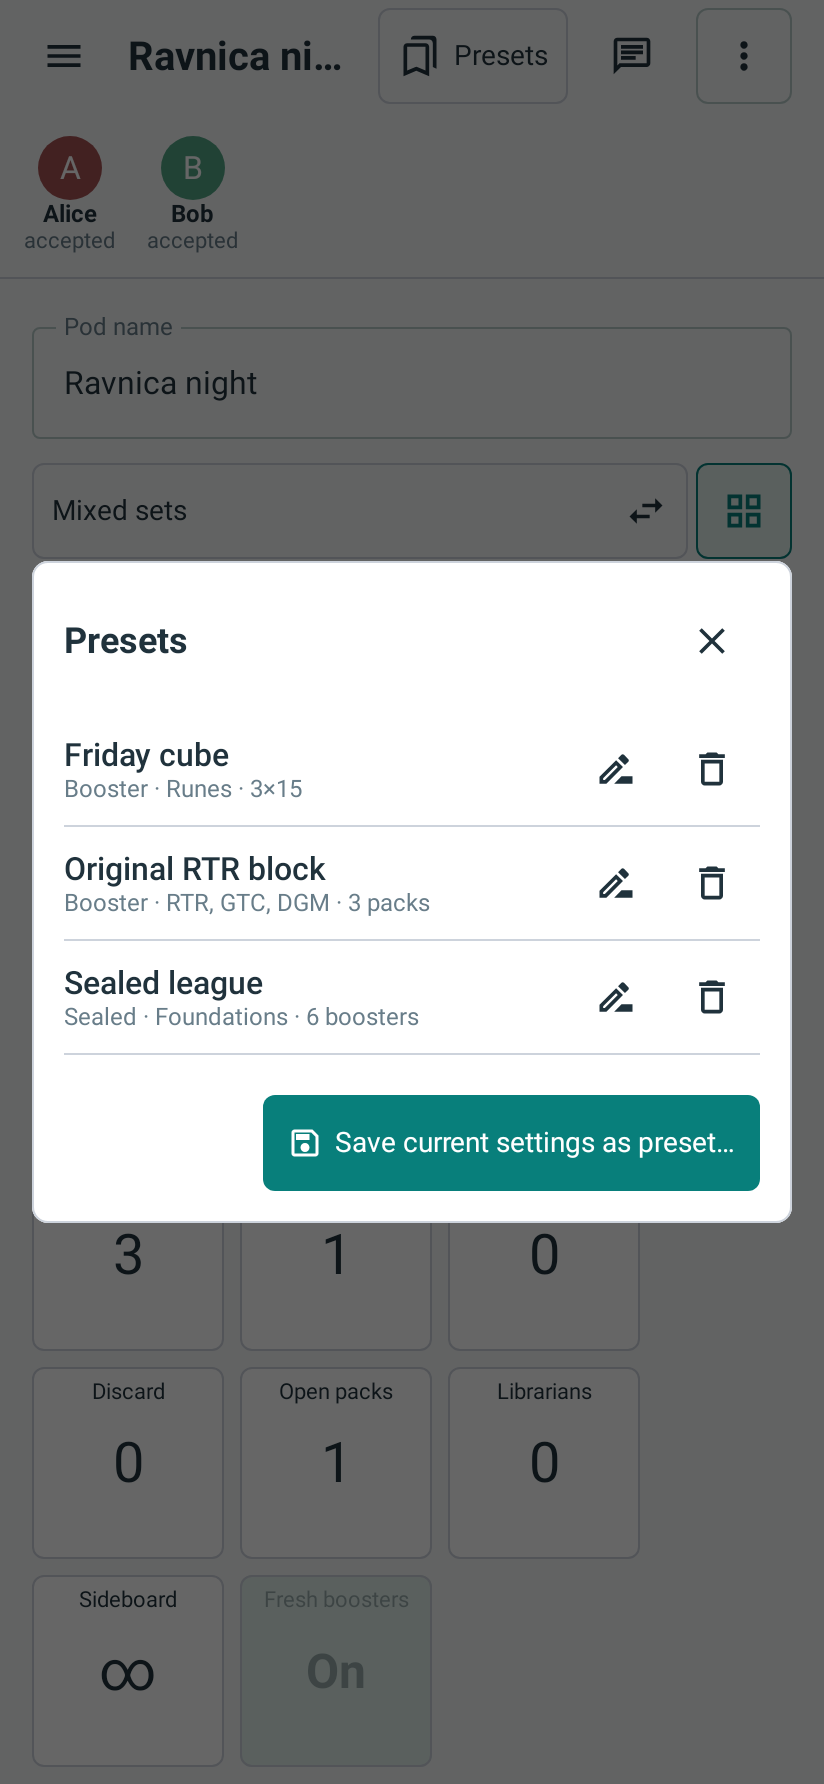 Ravnica ni…
Presets
A
B
Alice
Bob
accepted
accepted
Pod name
Ravnica night
Mixed sets
Presets
Friday cube
Booster · Runes · 3×15
Original RTR block
Booster · RTR, GTC, DGM · 3 packs
Sealed league
Sealed · Foundations · 6 boosters
Save current settings as preset…
3
1
0
Discard
Open packs
Librarians
0
1
0
Sideboard
Fresh boosters
∞
On